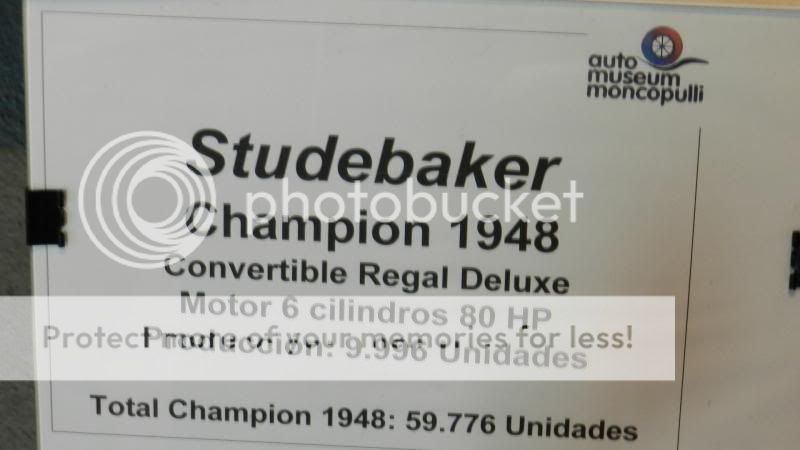 auto
museum
moncopulli
Studebaker
photobucket
Champion 1948
Convertible Regal Deluxe
Motor 6 cilindros 80 HP
Protect more of your memories for less!
Producción: 9.996 Unidades
Total Champion 1948: 59.776 Unidades